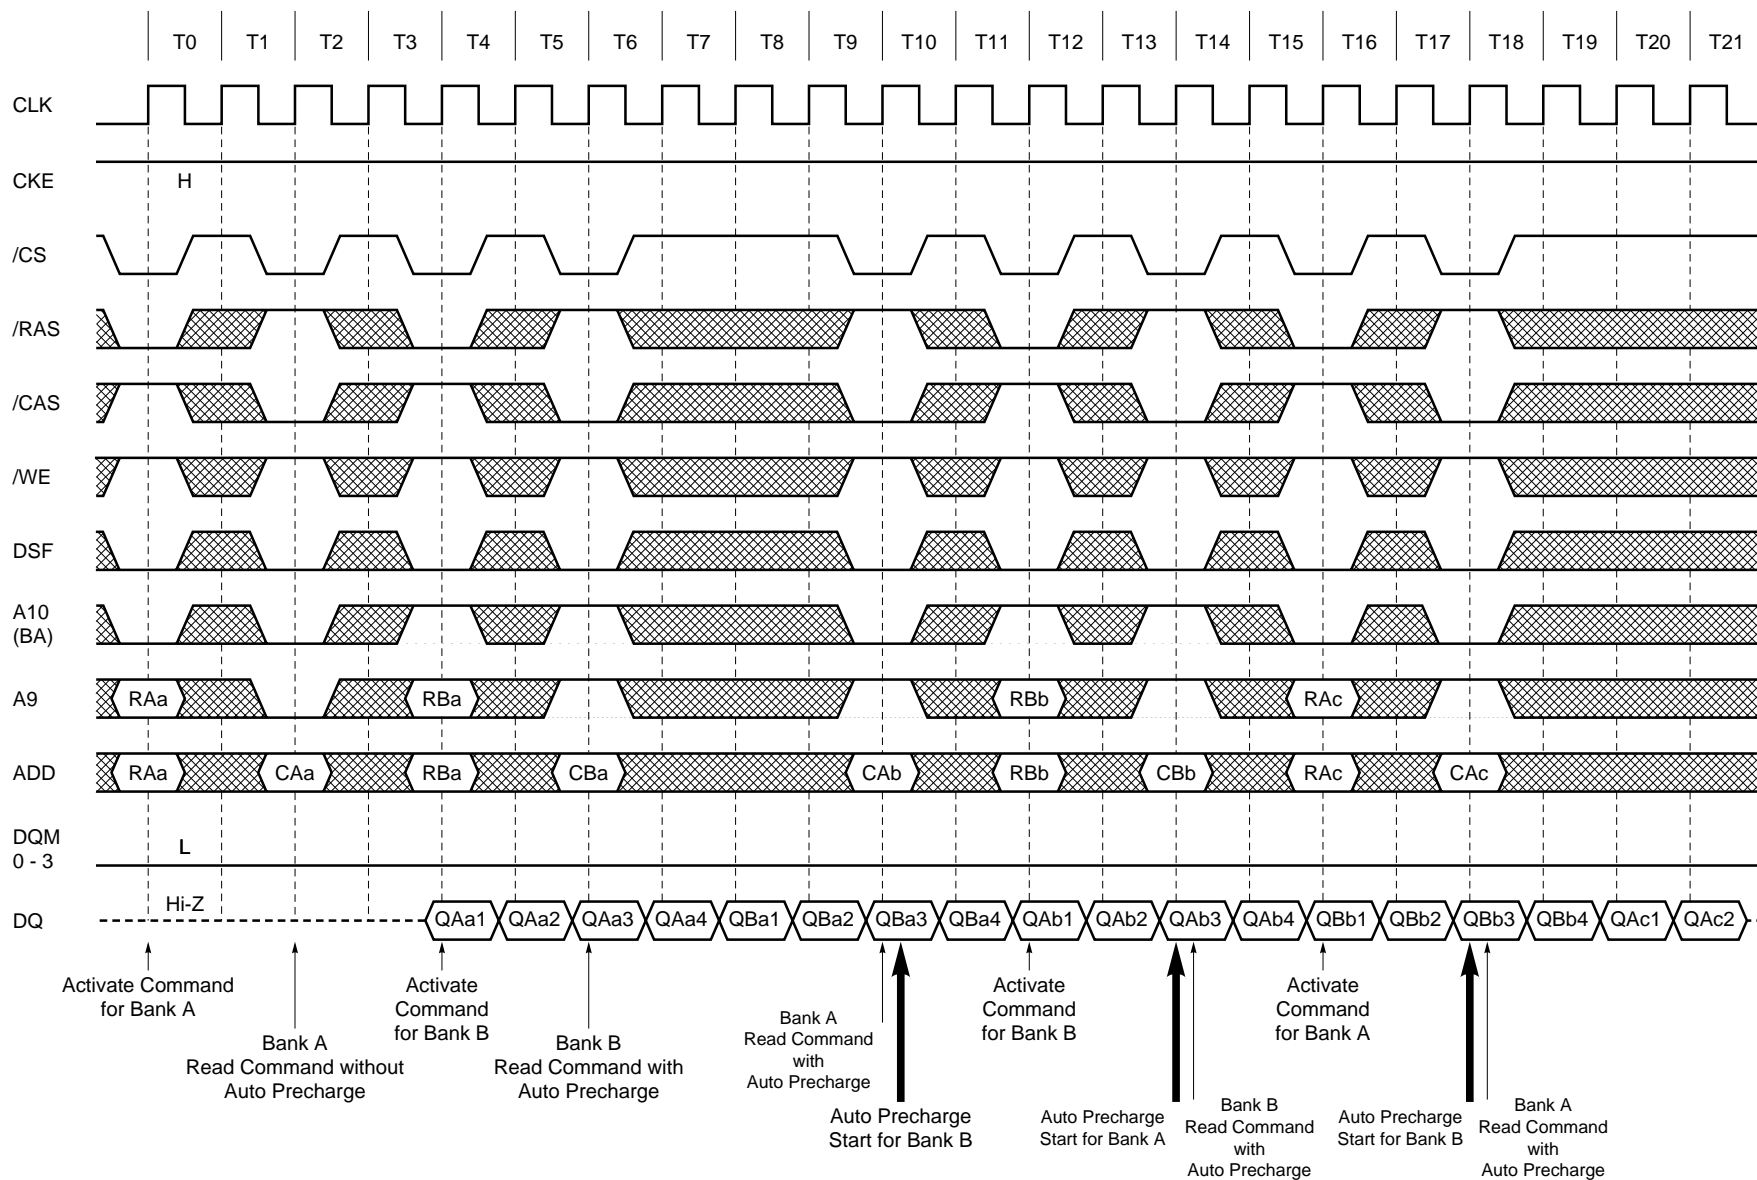 T0 T1 T2 T3 T4 T5 T6 T7 T8 T9 T10 T11 T12 T13 T14 T15 T16 T17 T18 T19 T20 T21
CLK
CKE
H
/CS
/RAS
/CAS
/WE
DSF
A10
(BA)
A9
RAa RBa RBb RAc
ADD
RAa CAa RBa CBa CAb RBb CBb RAc CAc
DQM
0 - 3
L
DQ
Hi-Z
QAa1 QAa2 QAa3 QAa4 QBa1 QBa2 QBa3 QBa4 QAb1 QAb2 QAb3 QAb4 QBb1 QBb2 QBb3 QBb4 QAc1 QAc2
Activate Command
for Bank A
Bank A
Read Command without
Auto Precharge
Activate
Command
for Bank B
Bank B
Read Command with
Auto Precharge
Bank A
Read Command
with
Auto Precharge
Auto Precharge
Start for Bank B
Activate
Command
for Bank B
Auto Precharge
Start for Bank A
Bank B
Read Command
with
Auto Precharge
Activate
Command
for Bank A
Auto Precharge
Start for Bank B
Bank A
Read Command
with
Auto Precharge